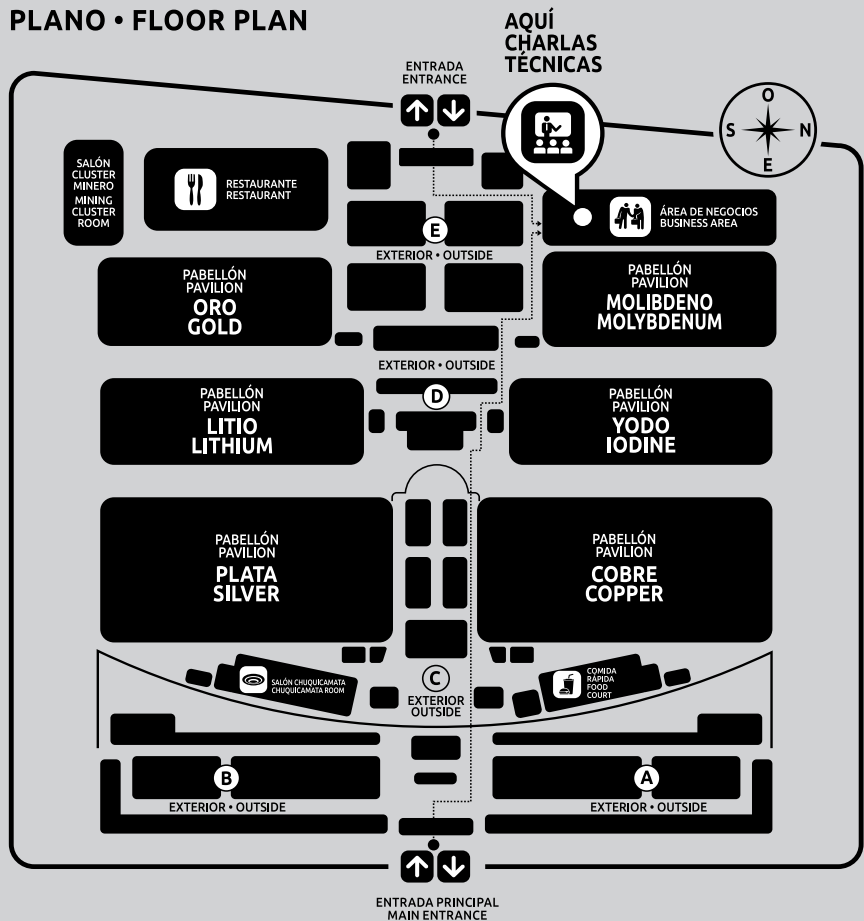 PLANO • FLOOR PLAN
AQUÍ
CHARLAS
TÉCNICAS
ENTRADA
ENTRANCE
O
S
N
E
SALÓN
CLUSTER
MINERO
MINING
CLUSTER
ROOM
RESTAURANTE
RESTAURANT
E
EXTERIOR • OUTSIDE
ÁREA DE NEGOCIOS
BUSINESS AREA
PABELLÓN
PAVILION
ORO
GOLD
PABELLÓN
PAVILION
MOLIBDENO
MOLYBDENUM
EXTERIOR • OUTSIDE
D
PABELLÓN
PAVILION
LITIO
LITHIUM
PABELLÓN
PAVILION
YODO
IODINE
PABELLÓN
PAVILION
PLATA
SILVER
PABELLÓN
PAVILION
COBRE
COPPER
SALÓN CHUQUICAMATA
CHUQUICAMATA ROOM
C
EXTERIOR
OUTSIDE
COMIDA
RÁPIDA
FOOD
COURT
B
EXTERIOR • OUTSIDE
A
EXTERIOR • OUTSIDE
ENTRADA PRINCIPAL
MAIN ENTRANCE